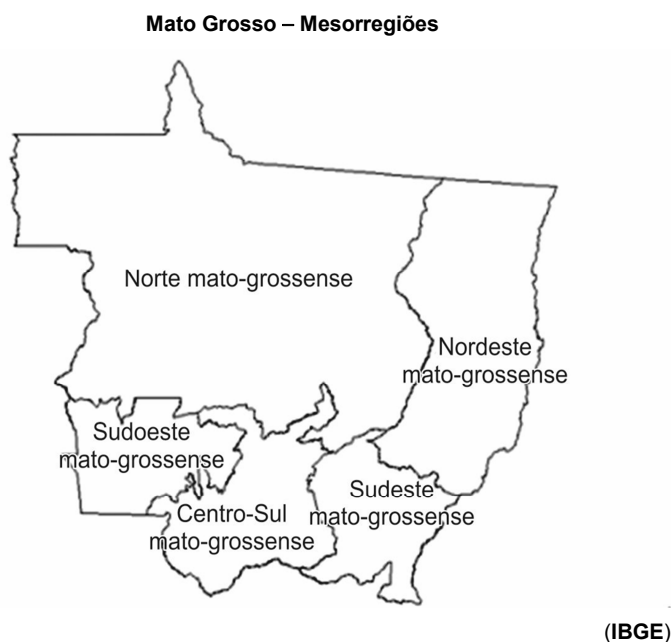 Mato Grosso – Mesorregiões
Norte mato-grossense
Nordeste
mato-grossense
Sudoeste
mato-grossense
Sudeste
mato-grossense
Centro-Sul
mato-grossense
(IBGE)